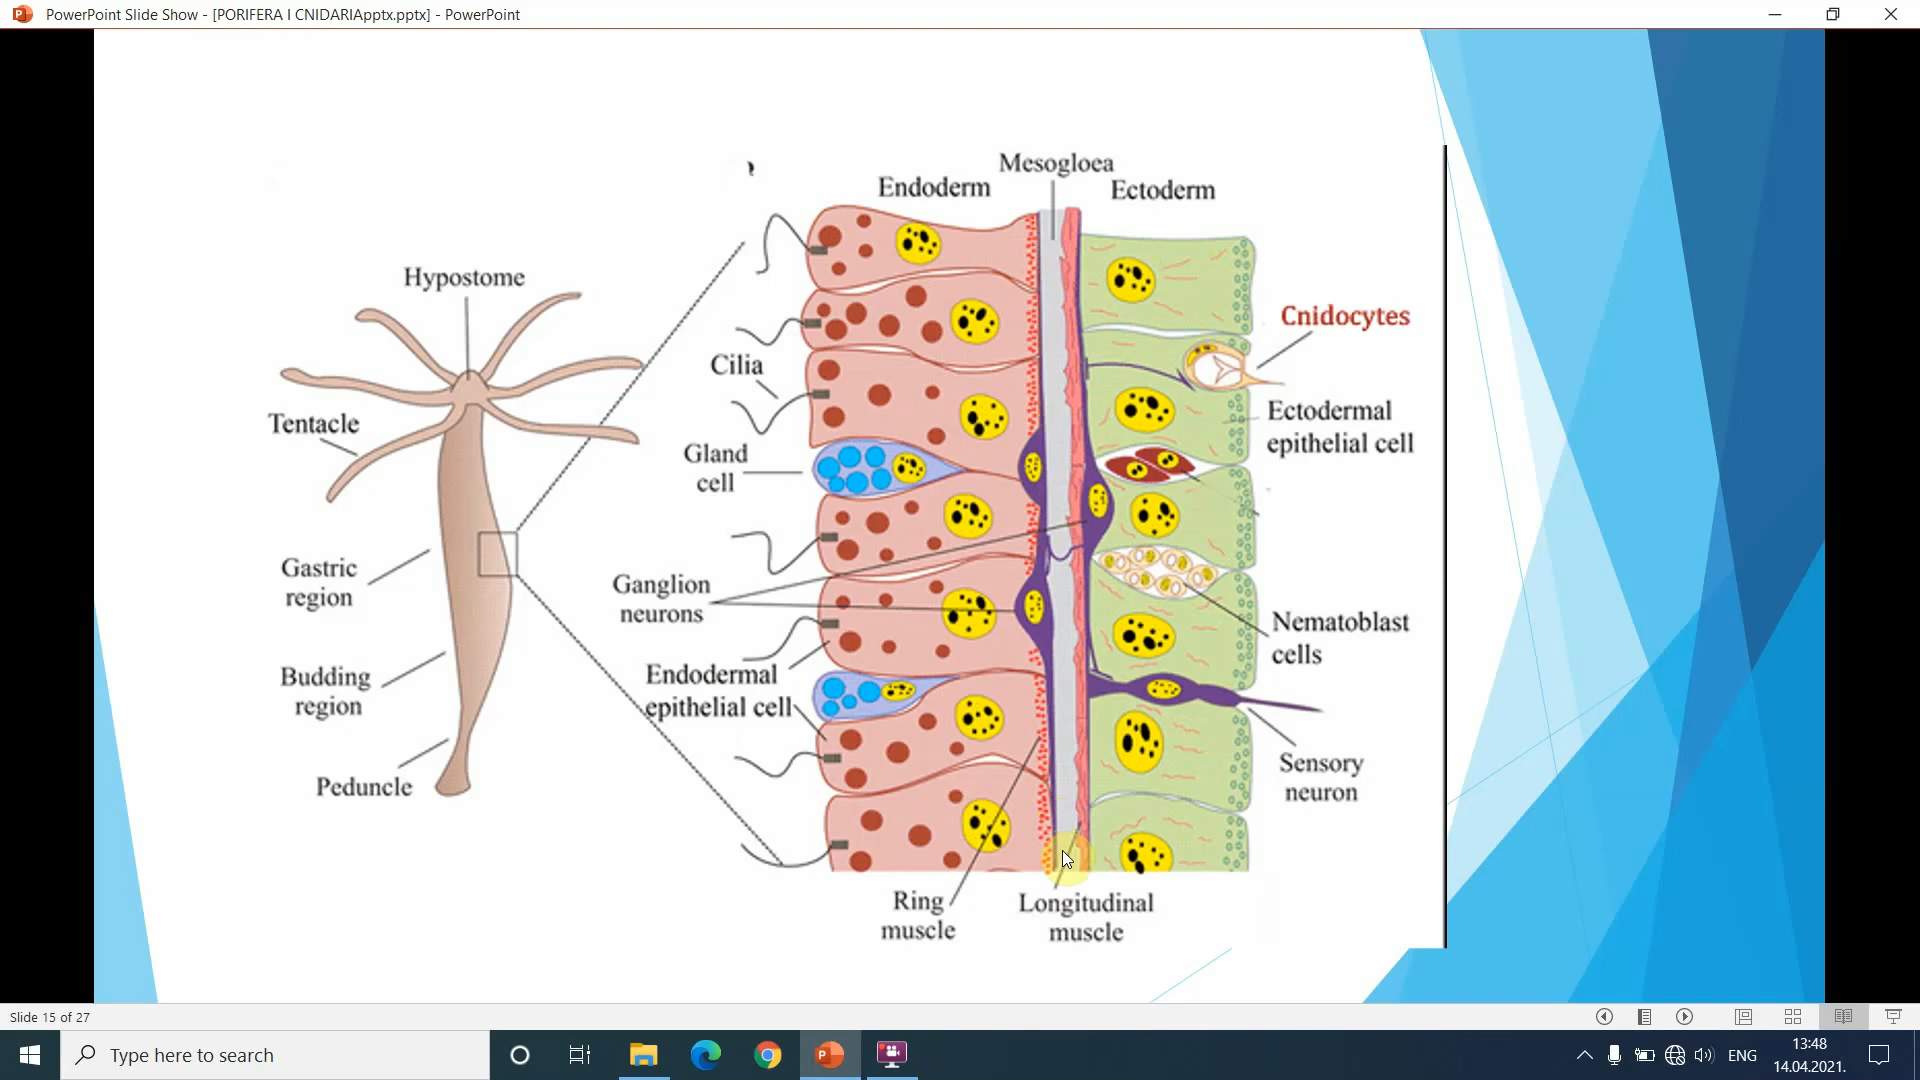 PowerPoint Slide Show - [PORIFERA I CNIDARIApptx.pptx] - PowerPoint
Mesogloea
Endoderm
Ectoderm
Hypostome
Cnidocytes
Cilia
Tentacle
Ectodermal
epithelial cell
Gland
cell
Gastric
region
Ganglion
neurons
Nematoblast
cells
Budding
region
Endodermal
epithelial cell
Peduncle
Sensory
neuron
Ring
muscle
Longitudinal
muscle
Slide 15 of 27
Type here to search
ENG
13:48
14.04.2021.